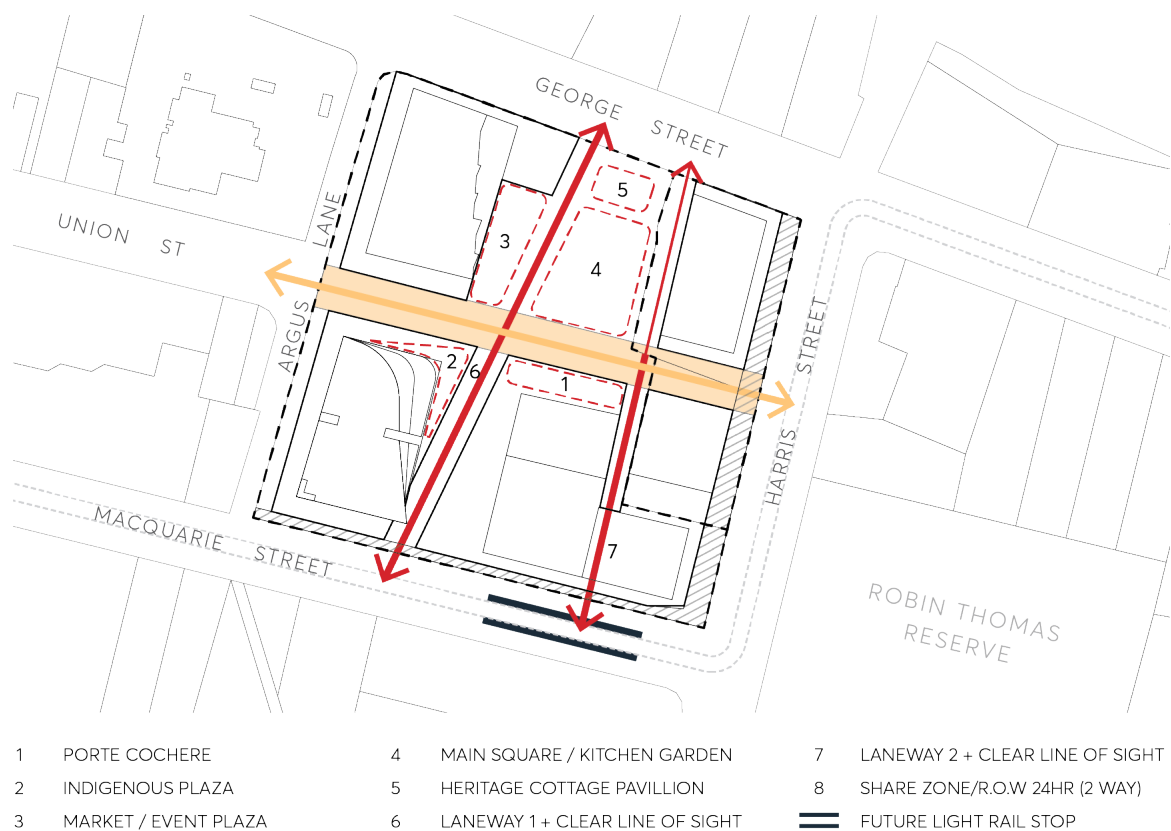 GEORGE STREET
5
LANE
UNION ST
3
4
ARGUS
STREET
2
6
1
HARRIS
MACQUARIE STREET
7
ROBIN THOMAS
RESERVE
1 PORTE COCHERE
2 INDIGENOUS PLAZA
3 MARKET / EVENT PLAZA
4 MAIN SQUARE / KITCHEN GARDEN
5 HERITAGE COTTAGE PAVILLION
6 LANEWAY 1 + CLEAR LINE OF SIGHT
7 LANEWAY 2 + CLEAR LINE OF SIGHT
8 SHARE ZONE/R.O.W 24HR (2 WAY)
FUTURE LIGHT RAIL STOP